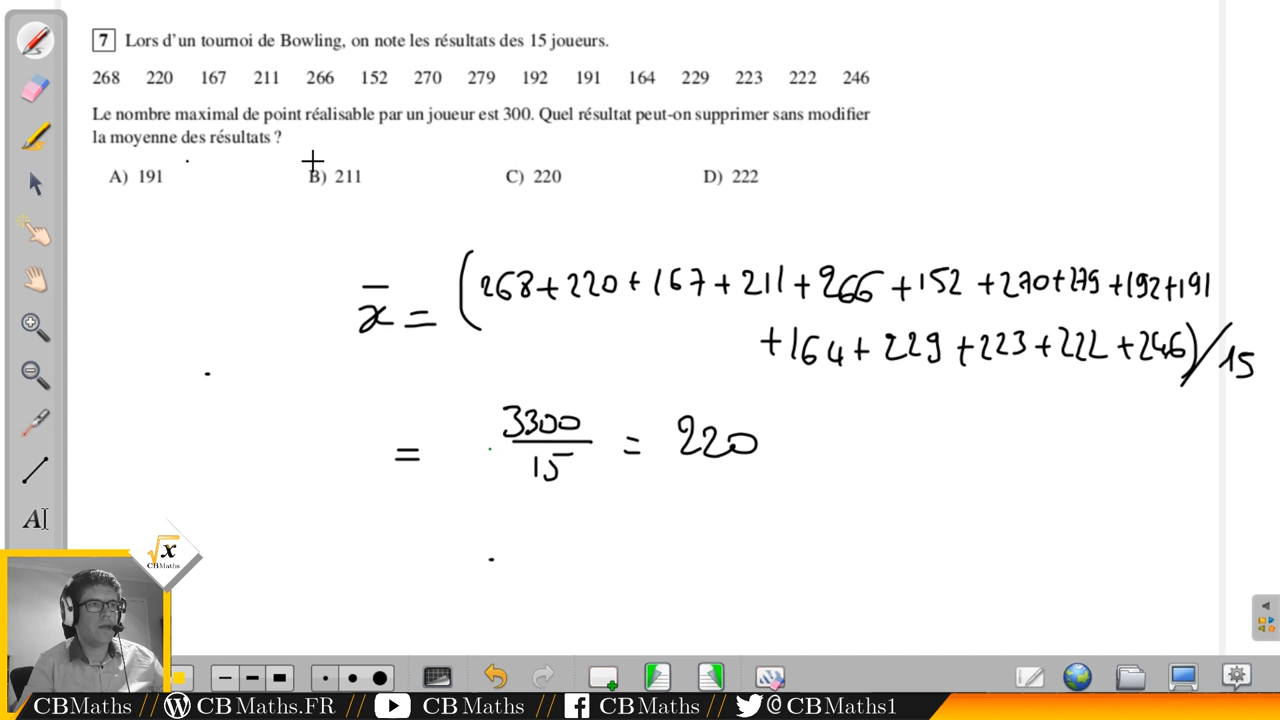 7 Lors d'un tournoi de Bowling, on note les résultats des 15 joueurs.
268 220 167 211 266 152 270 279 192 191 164 229 223 222 246
Le nombre maximal de point réalisable par un joueur est 300. Quel résultat peut-on supprimer sans modifier
la moyenne des résultats ?
A) 191 B) 211 C) 220 D) 222
x̄ = (268+220+167+211+266+152+270+279+192+191
+164+229+223+222+246)/15
= 3300/15 = 220
AI
√x
CBMaths
CBMaths / CBMaths.FR / CBMaths / CBMaths / @CBMaths1